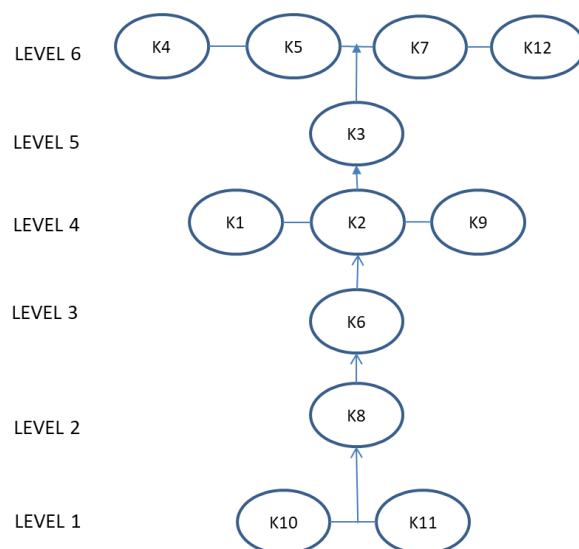 LEVEL 6 K4 K5 K7 K12
LEVEL 5 K3
LEVEL 4 K1 K2 K9
LEVEL 3 K6
LEVEL 2 K8
LEVEL 1 K10 K11